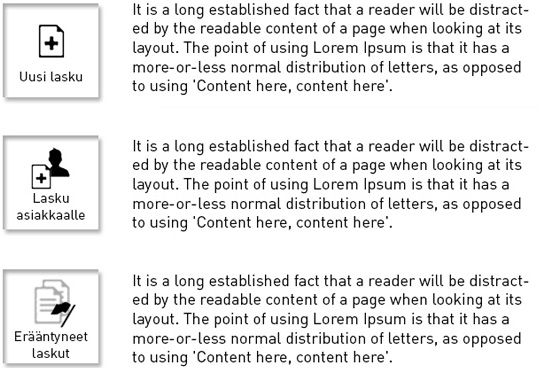 Uusi lasku
It is a long established fact that a reader will be distract-
ed by the readable content of a page when looking at its
layout. The point of using Lorem Ipsum is that it has a
more-or-less normal distribution of letters, as opposed
to using 'Content here, content here'.
Lasku
asiakkaalle
It is a long established fact that a reader will be distract-
ed by the readable content of a page when looking at its
layout. The point of using Lorem Ipsum is that it has a
more-or-less normal distribution of letters, as opposed
to using 'Content here, content here'.
Erääntyneet
laskut
It is a long established fact that a reader will be distract-
ed by the readable content of a page when looking at its
layout. The point of using Lorem Ipsum is that it has a
more-or-less normal distribution of letters, as opposed
to using 'Content here, content here'.